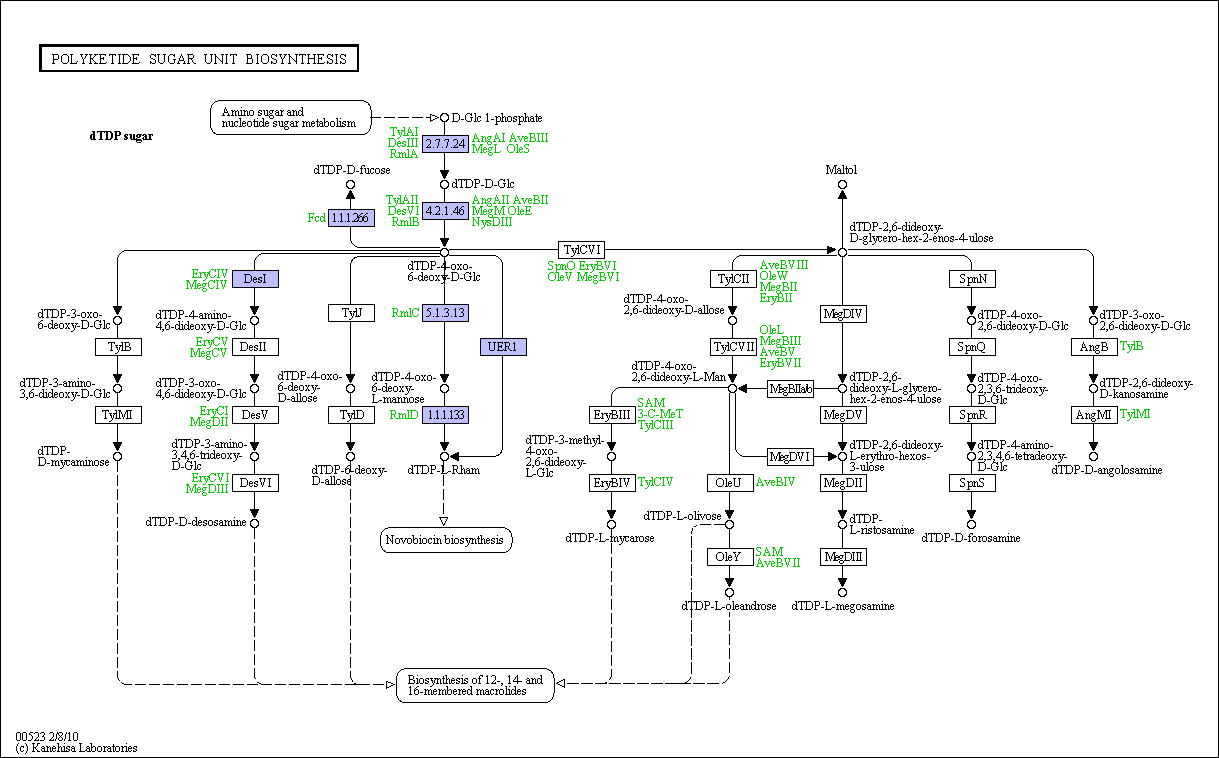 POLYKETIDE SUGAR UNIT BIOSYNTHESIS
Amino sugar and
nucleotide sugar metabolism
D-Glc 1-phosphate
dTDP sugar
TylAI
DesIII
RmlA
2.7.7.24
AngAI AveBIII
MegL OleS
dTDP-D-fucose
dTDP-D-Glc
Maltol
Fcd
1.1.1.266
TylAII
DesVI
RmlB
4.2.1.46
AngAII AveBII
MegM OleE
NysDIII
dTDP-2,6-dideoxy-
D-glycero-hex-2-enos-4-ulose
TylCVI
SpnO EryBVI
OleV MegBVI
dTDP-4-oxo-
6-deoxy-D-Glc
EryCIV
MegCIV
DesI
TylCII
AveBVIII
OleW
MegBII
EryBII
SpnN
dTDP-3-oxo-
6-deoxy-D-Glc
dTDP-4-amino-
4,6-dideoxy-D-Glc
TylJ
RmlC
5.1.3.13
dTDP-4-oxo-
2,6-dideoxy-D-allose
MegDIV
dTDP-4-oxo-
2,6-dideoxy-D-Glc
dTDP-3-oxo-
2,6-dideoxy-D-Glc
TylB
EryCV
MegCV
DesII
UER1
TylCVII
OleL
MegBIII
AveBV
EryBVII
SpnQ
AngB
TylB
dTDP-3-amino-
3,6-dideoxy-D-Glc
dTDP-3-oxo-
4,6-dideoxy-D-Glc
dTDP-4-oxo-
6-deoxy-
D-allose
dTDP-4-oxo-
6-deoxy-
L-mannose
dTDP-4-oxo-
2,6-dideoxy-L-Man
MegBIIab
dTDP-2,6-
dideoxy-L-glycero-
hex-2-enos-4-ulose
dTDP-4-oxo-
2,3,6-trideoxy-
D-Glc
dTDP-2,6-dideoxy-
D-kanosamine
TylMI
EryCI
MegDII
DesV
TylD
RmlD
1.1.1.133
EryBIII
SAM
3-C-MeT
TylCIII
MegDV
SpnR
AngMI
TylMI
dTDP-
D-mycaminose
dTDP-3-amino-
3,4,6-trideoxy-
D-Glc
dTDP-6-deoxy-
D-allose
dTDP-L-Rham
dTDP-3-methyl-
4-oxo-
2,6-dideoxy-
L-Glc
MegDVI
dTDP-2,6-dideoxy-
L-erythro-hexos-
3-ulose
dTDP-4-amino-
2,3,4,6-tetradeoxy-
D-Glc
dTDP-D-angolosamine
EryCVI
MegDIII
DesVI
EryBIV
TylCIV
OleU
AveBIV
MegDII
SpnS
dTDP-D-desosamine
Novobiocin biosynthesis
dTDP-L-mycarose
dTDP-L-olivose
dTDP-
L-ristosamine
dTDP-D-forosamine
OleY
SAM
AveBVII
MegDIII
dTDP-L-oleandrose
dTDP-L-megosamine
Biosynthesis of 12-, 14- and
16-membered macrolides
00523 2/8/10
(c) Kanehisa Laboratories